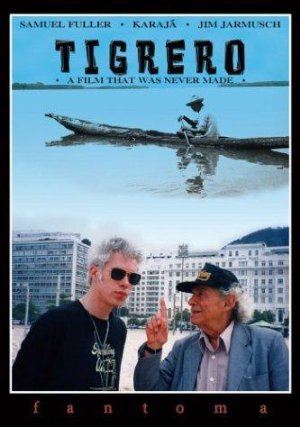 SAMUEL FULLER · KARAJÁ · JIM JARMUSCH
TIGRERO
· A FILM THAT WAS NEVER MADE ·
fantoma